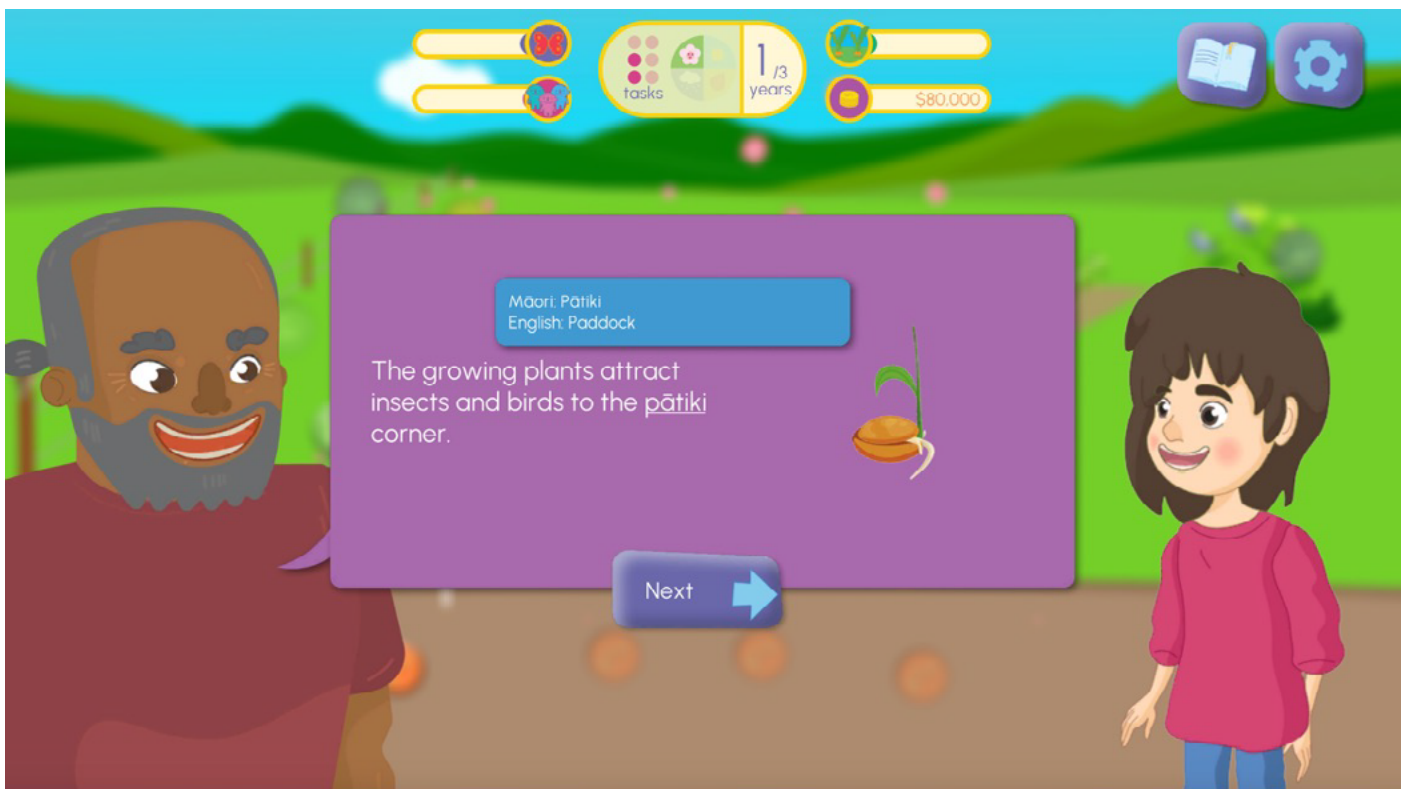 tasks
1/3
years
$80,000
Māori: Pātiki
English: Paddock
The growing plants attract
insects and birds to the pātiki
corner.
Next